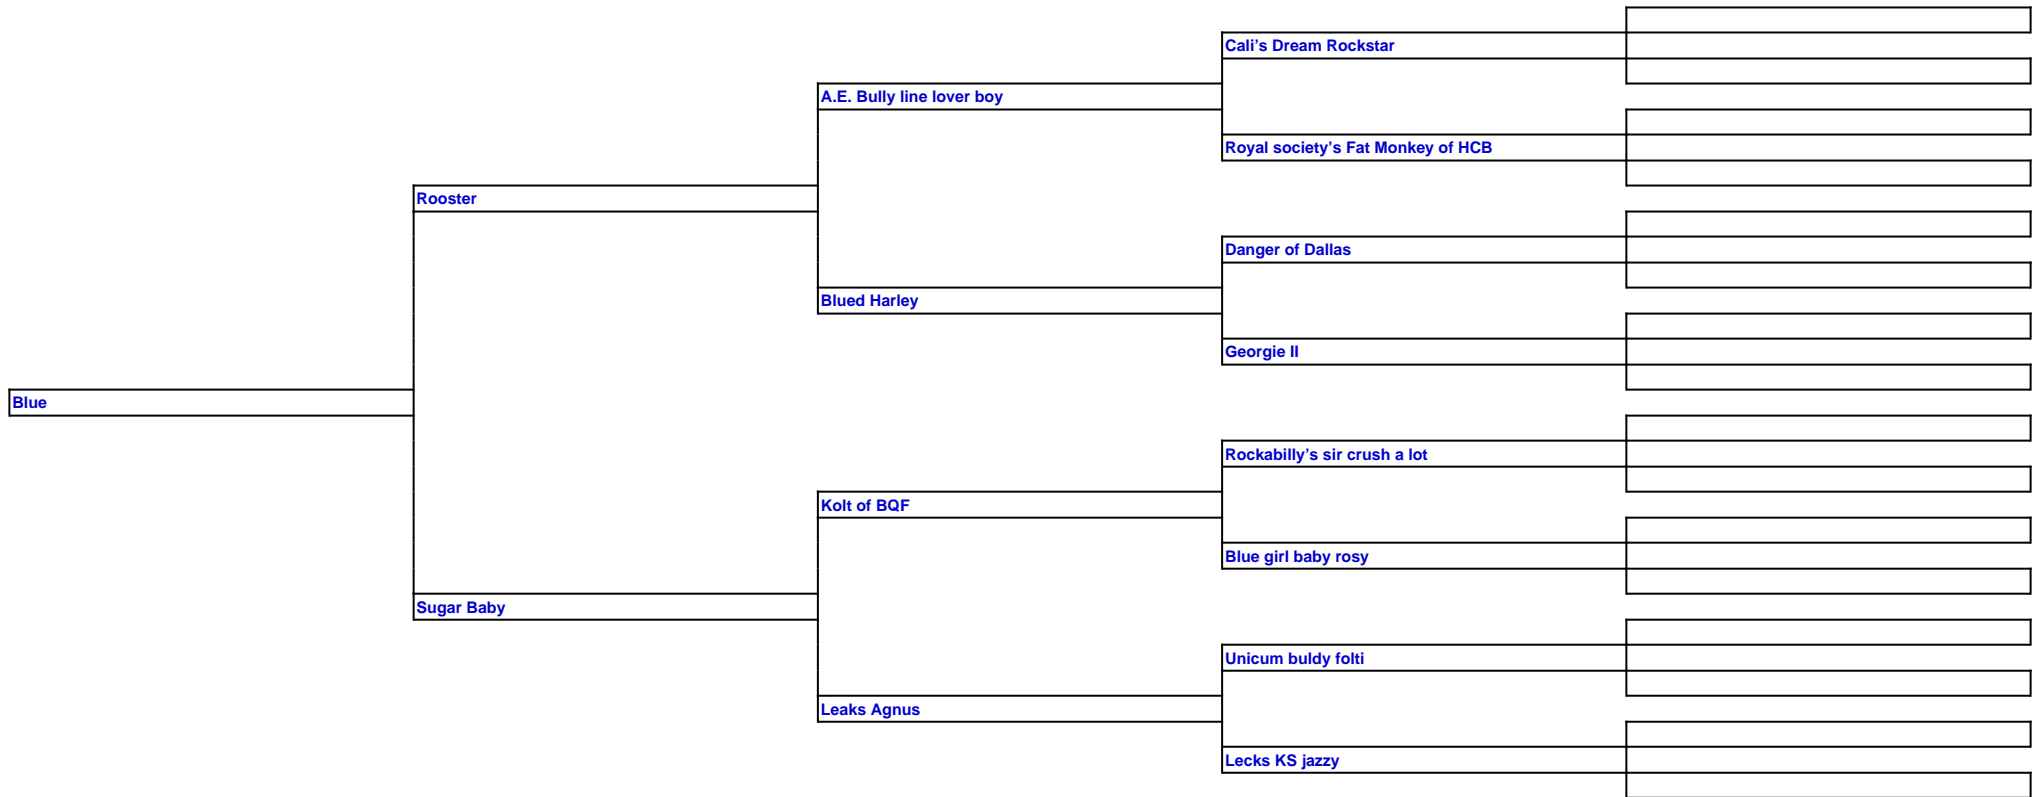 Cali’s Dream Rockstar
A.E. Bully line lover boy
Royal society’s Fat Monkey of HCB
Rooster
Danger of Dallas
Blued Harley
Georgie II
Blue
Rockabilly’s sir crush a lot
Kolt of BQF
Blue girl baby rosy
Sugar Baby
Unicum buldy folti
Leaks Agnus
Lecks KS jazzy